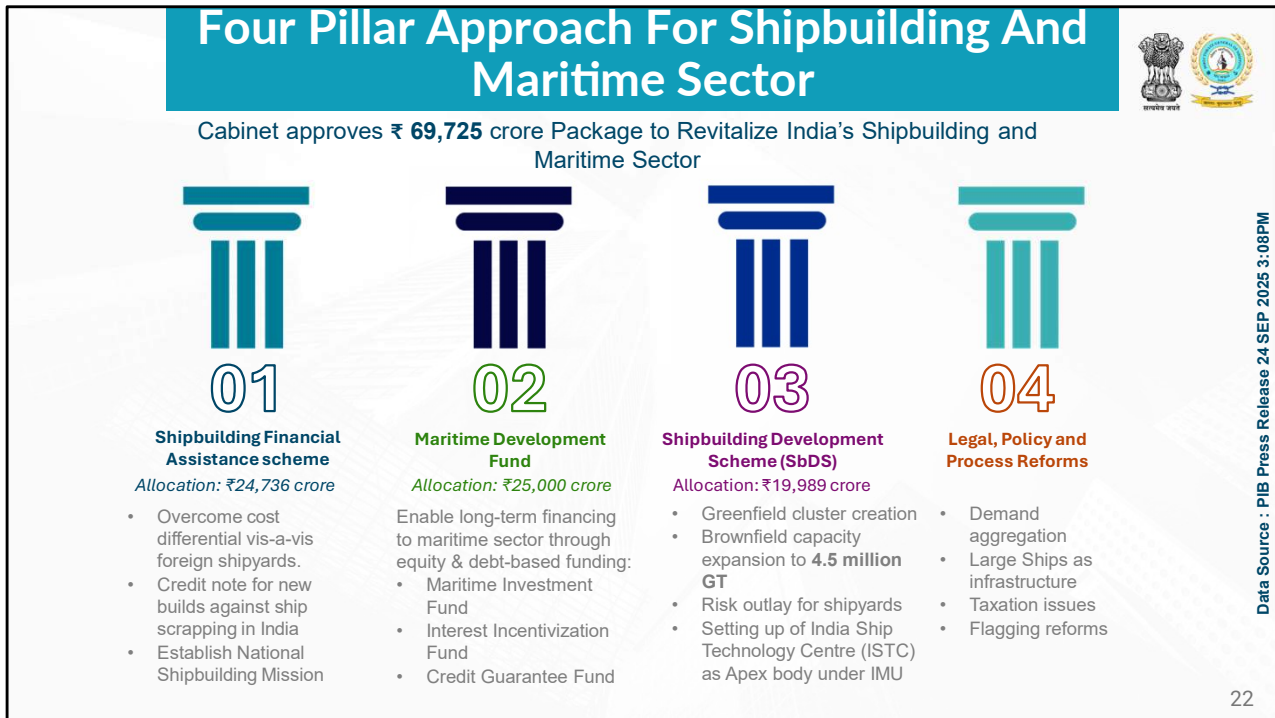 Four Pillar Approach For Shipbuilding And
Maritime Sector
सत्यमेव जयते
Cabinet approves ₹ 69,725 crore Package to Revitalize India's Shipbuilding and
Maritime Sector
01
Shipbuilding Financial
Assistance scheme
Allocation: ₹24,736 crore
• Overcome cost
differential vis-a-vis
foreign shipyards.
• Credit note for new
builds against ship
scrapping in India
• Establish National
Shipbuilding Mission
02
Maritime Development
Fund
Allocation: ₹25,000 crore
Enable long-term financing
to maritime sector through
equity & debt-based funding:
• Maritime Investment
Fund
• Interest Incentivization
Fund
• Credit Guarantee Fund
03
Shipbuilding Development
Scheme (SbDS)
Allocation: ₹19,989 crore
• Greenfield cluster creation
• Brownfield capacity
expansion to 4.5 million
GT
• Risk outlay for shipyards
• Setting up of India Ship
Technology Centre (ISTC)
as Apex body under IMU
04
Legal, Policy and
Process Reforms
• Demand
aggregation
• Large Ships as
infrastructure
• Taxation issues
• Flagging reforms
Data Source : PIB Press Release 24 SEP 2025 3:08PM
22